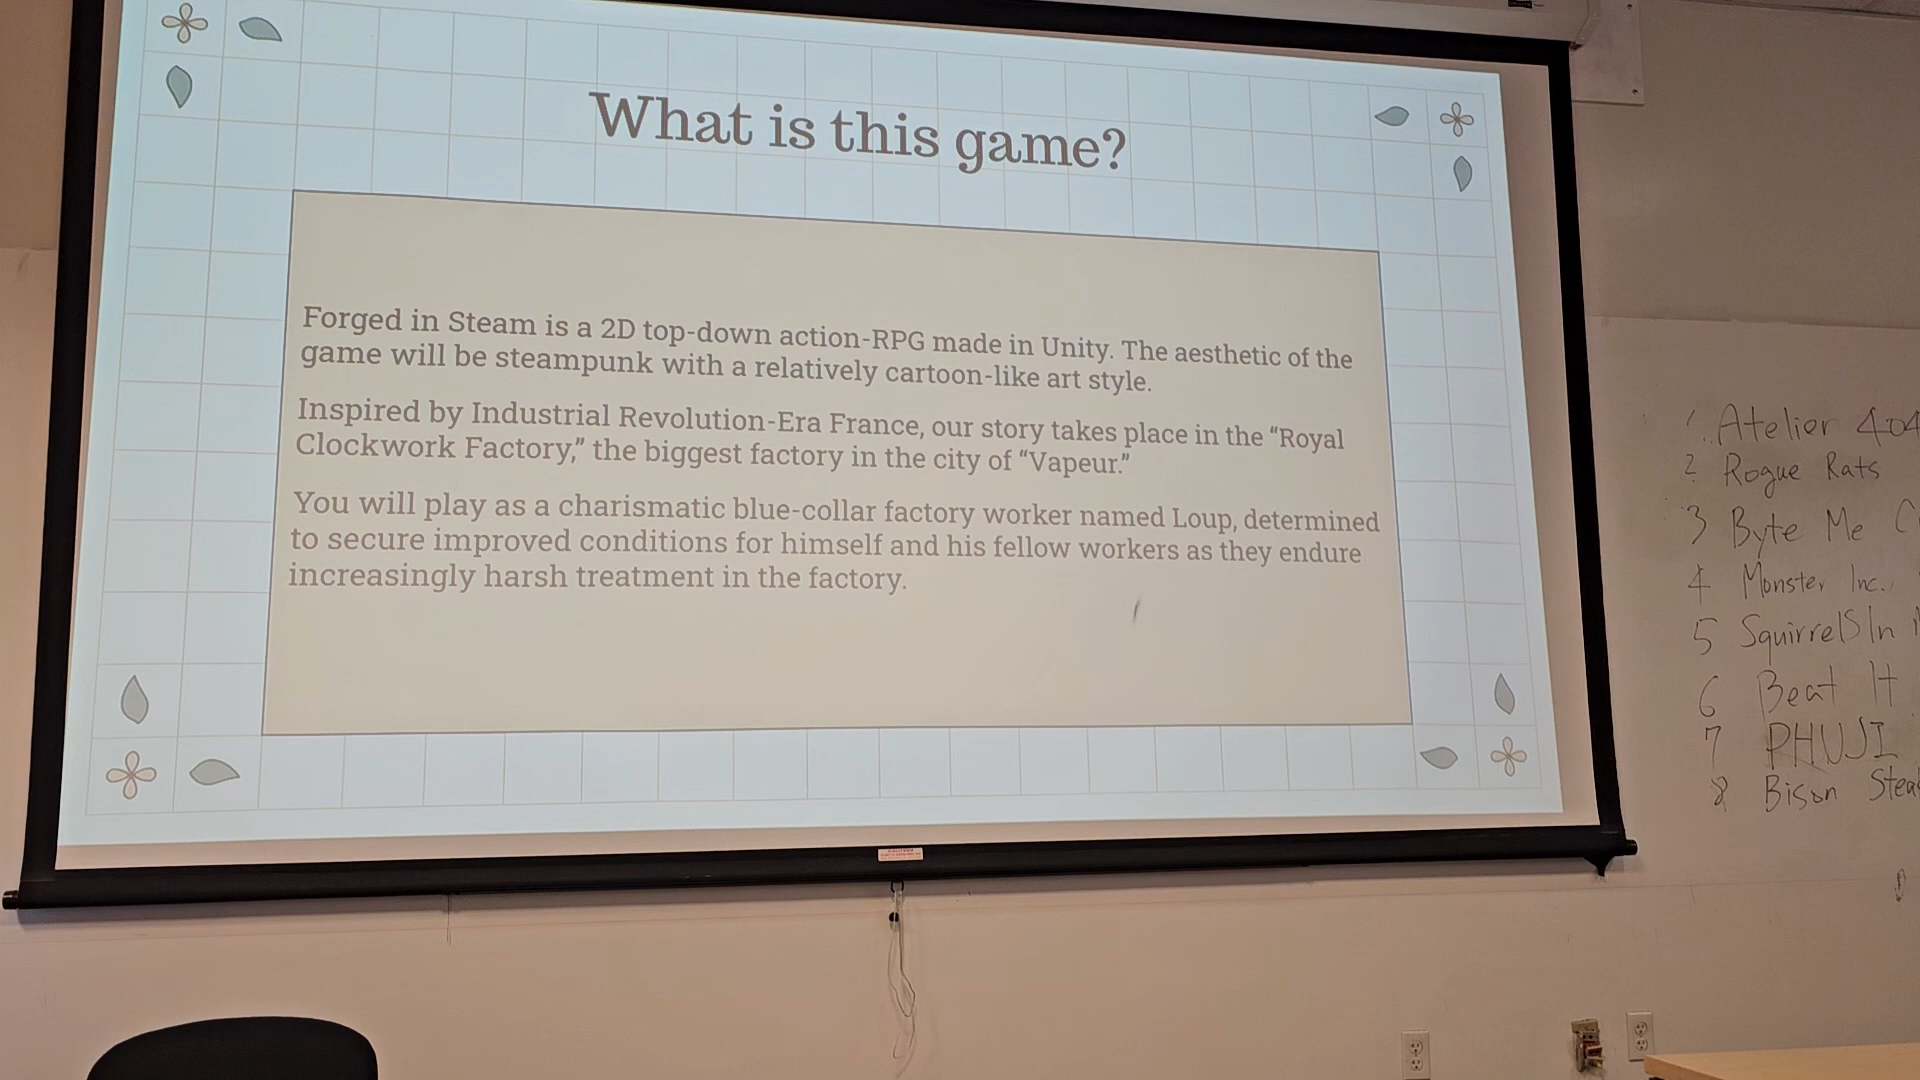 What is this game?
Forged in Steam is a 2D top-down action-RPG made in Unity. The aesthetic of the
game will be steampunk with a relatively cartoon-like art style.
Inspired by Industrial Revolution-Era France, our story takes place in the “Royal
Clockwork Factory,” the biggest factory in the city of “Vapeur.”
You will play as a charismatic blue-collar factory worker named Loup, determined
to secure improved conditions for himself and his fellow workers as they endure
increasingly harsh treatment in the factory.
1. Atelier 404
2 Rogue Rats
3 Byte Me
4 Monster Inc.
5 Squirrels In
6 Beat It
7 PHUJI
8 Bison